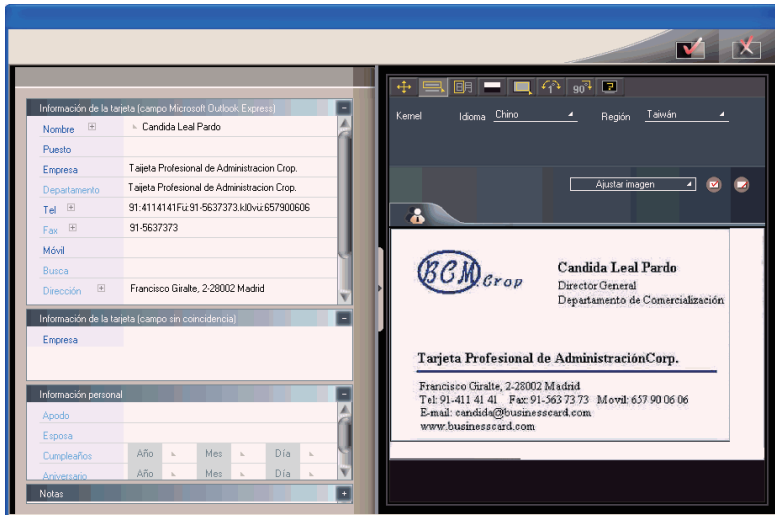 Información de la tarjeta (campo Microsoft Outlook Express)
Nombre Candida Leal Pardo
Puesto
Empresa Taijeta Profesional de Administracion Crop.
Departamento Taijeta Profesional de Administracion Crop.
Tel 91:4114141Fü:91-5637373.kl0vü:657900606
Fax 91-5637373
Móvil
Busca
Dirección Francisco Giralte, 2-28002 Madrid
Información de la tarjeta (campo sin coincidencia)
Empresa
Información personal
Apodo
Esposa
Cumpleaños Año Mes Día
Aniversario Año Mes Día
Notas
1°
90°
Kernel Idioma Chino Región Taiwán
Ajustar imagen
BCM Crop
Candida Leal Pardo
Director General
Departamento de Comercialización
Tarjeta Profesional de AdministraciónCorp.
Francisco Giralte, 2-28002 Madrid
Tel: 91-411 41 41 Fax: 91-563 73 73 Movil: 657 90 06 06
E-mail: candida@businesscard.com
www.businesscard.com